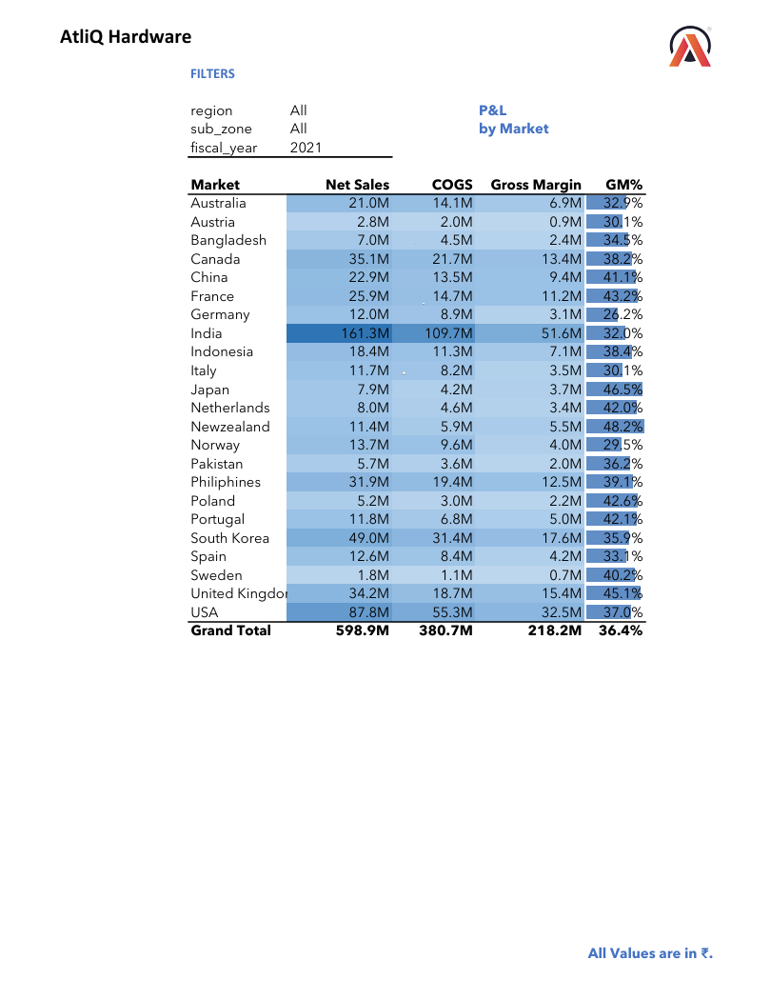 AtliQ Hardware
FILTERS
region All P&L
sub_zone All by Market
fiscal_year 2021
Market Net Sales COGS Gross Margin GM%
Australia 21.0M 14.1M 6.9M 32.9%
Austria 2.8M 2.0M 0.9M 30.1%
Bangladesh 7.0M 4.5M 2.4M 34.5%
Canada 35.1M 21.7M 13.4M 38.2%
China 22.9M 13.5M 9.4M 41.1%
France 25.9M 14.7M 11.2M 43.2%
Germany 12.0M 8.9M 3.1M 26.2%
India 161.3M 109.7M 51.6M 32.0%
Indonesia 18.4M 11.3M 7.1M 38.4%
Italy 11.7M 8.2M 3.5M 30.1%
Japan 7.9M 4.2M 3.7M 46.5%
Netherlands 8.0M 4.6M 3.4M 42.0%
Newzealand 11.4M 5.9M 5.5M 48.2%
Norway 13.7M 9.6M 4.0M 29.5%
Pakistan 5.7M 3.6M 2.0M 36.2%
Philiphines 31.9M 19.4M 12.5M 39.1%
Poland 5.2M 3.0M 2.2M 42.6%
Portugal 11.8M 6.8M 5.0M 42.1%
South Korea 49.0M 31.4M 17.6M 35.9%
Spain 12.6M 8.4M 4.2M 33.1%
Sweden 1.8M 1.1M 0.7M 40.2%
United Kingdor 34.2M 18.7M 15.4M 45.1%
USA 87.8M 55.3M 32.5M 37.0%
Grand Total 598.9M 380.7M 218.2M 36.4%
All Values are in ₹.